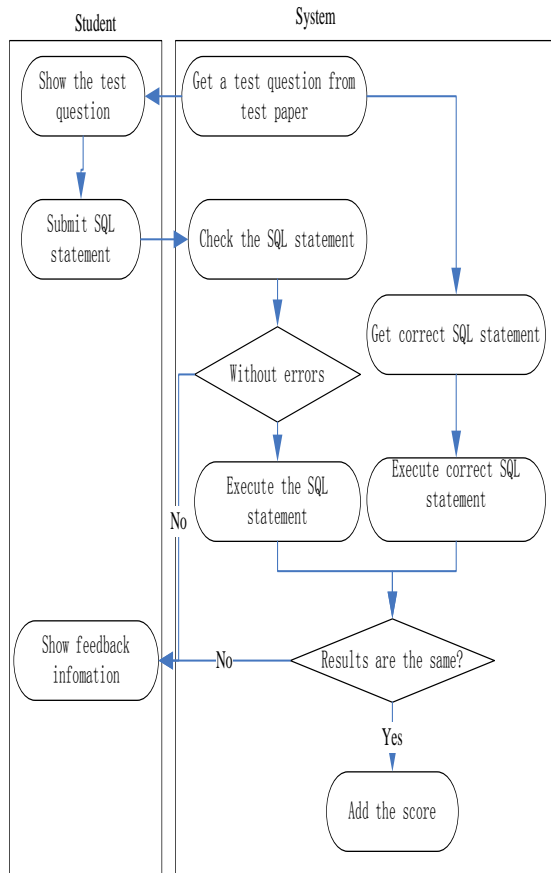 Student
System
Show the test
question
Get a test question from
test paper
Submit SQL
statement
Check the SQL statement
Get correct SQL statement
Without errors
Execute the SQL
statement
Execute correct SQL
statement
No
Show feedback
infomation
No
Results are the same?
Yes
Add the score